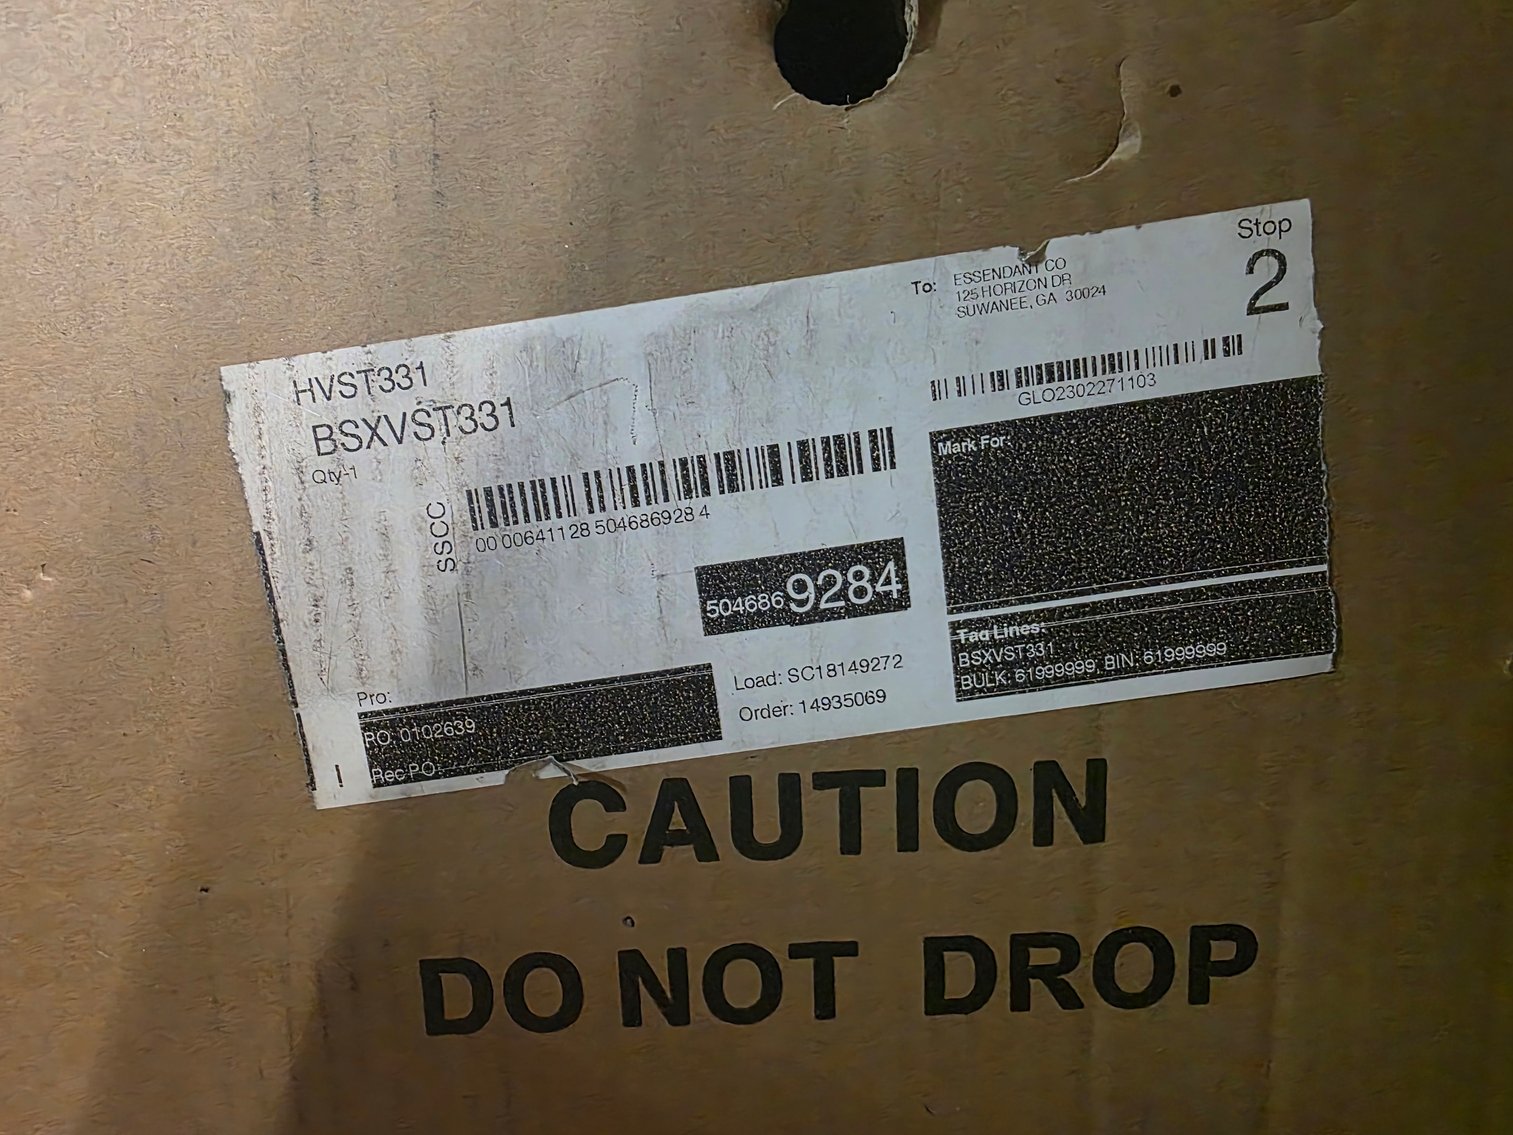 Stop
2
To: ESSENDANT CO
125 HORIZON DR
SUWANEE, GA 30024
HVST331
BSXVST331
Qty-1
GLO2302271103
SSCC
00 00641128 504686928 4
Mark For:
504686 9284
Tag Lines:
BSXVST331
BULK: 61999999 BIN: 61999999
Load: SC18149272
Order: 14935069
Pro:
PO: 0102639
Rec PO:
CAUTION
DO NOT DROP